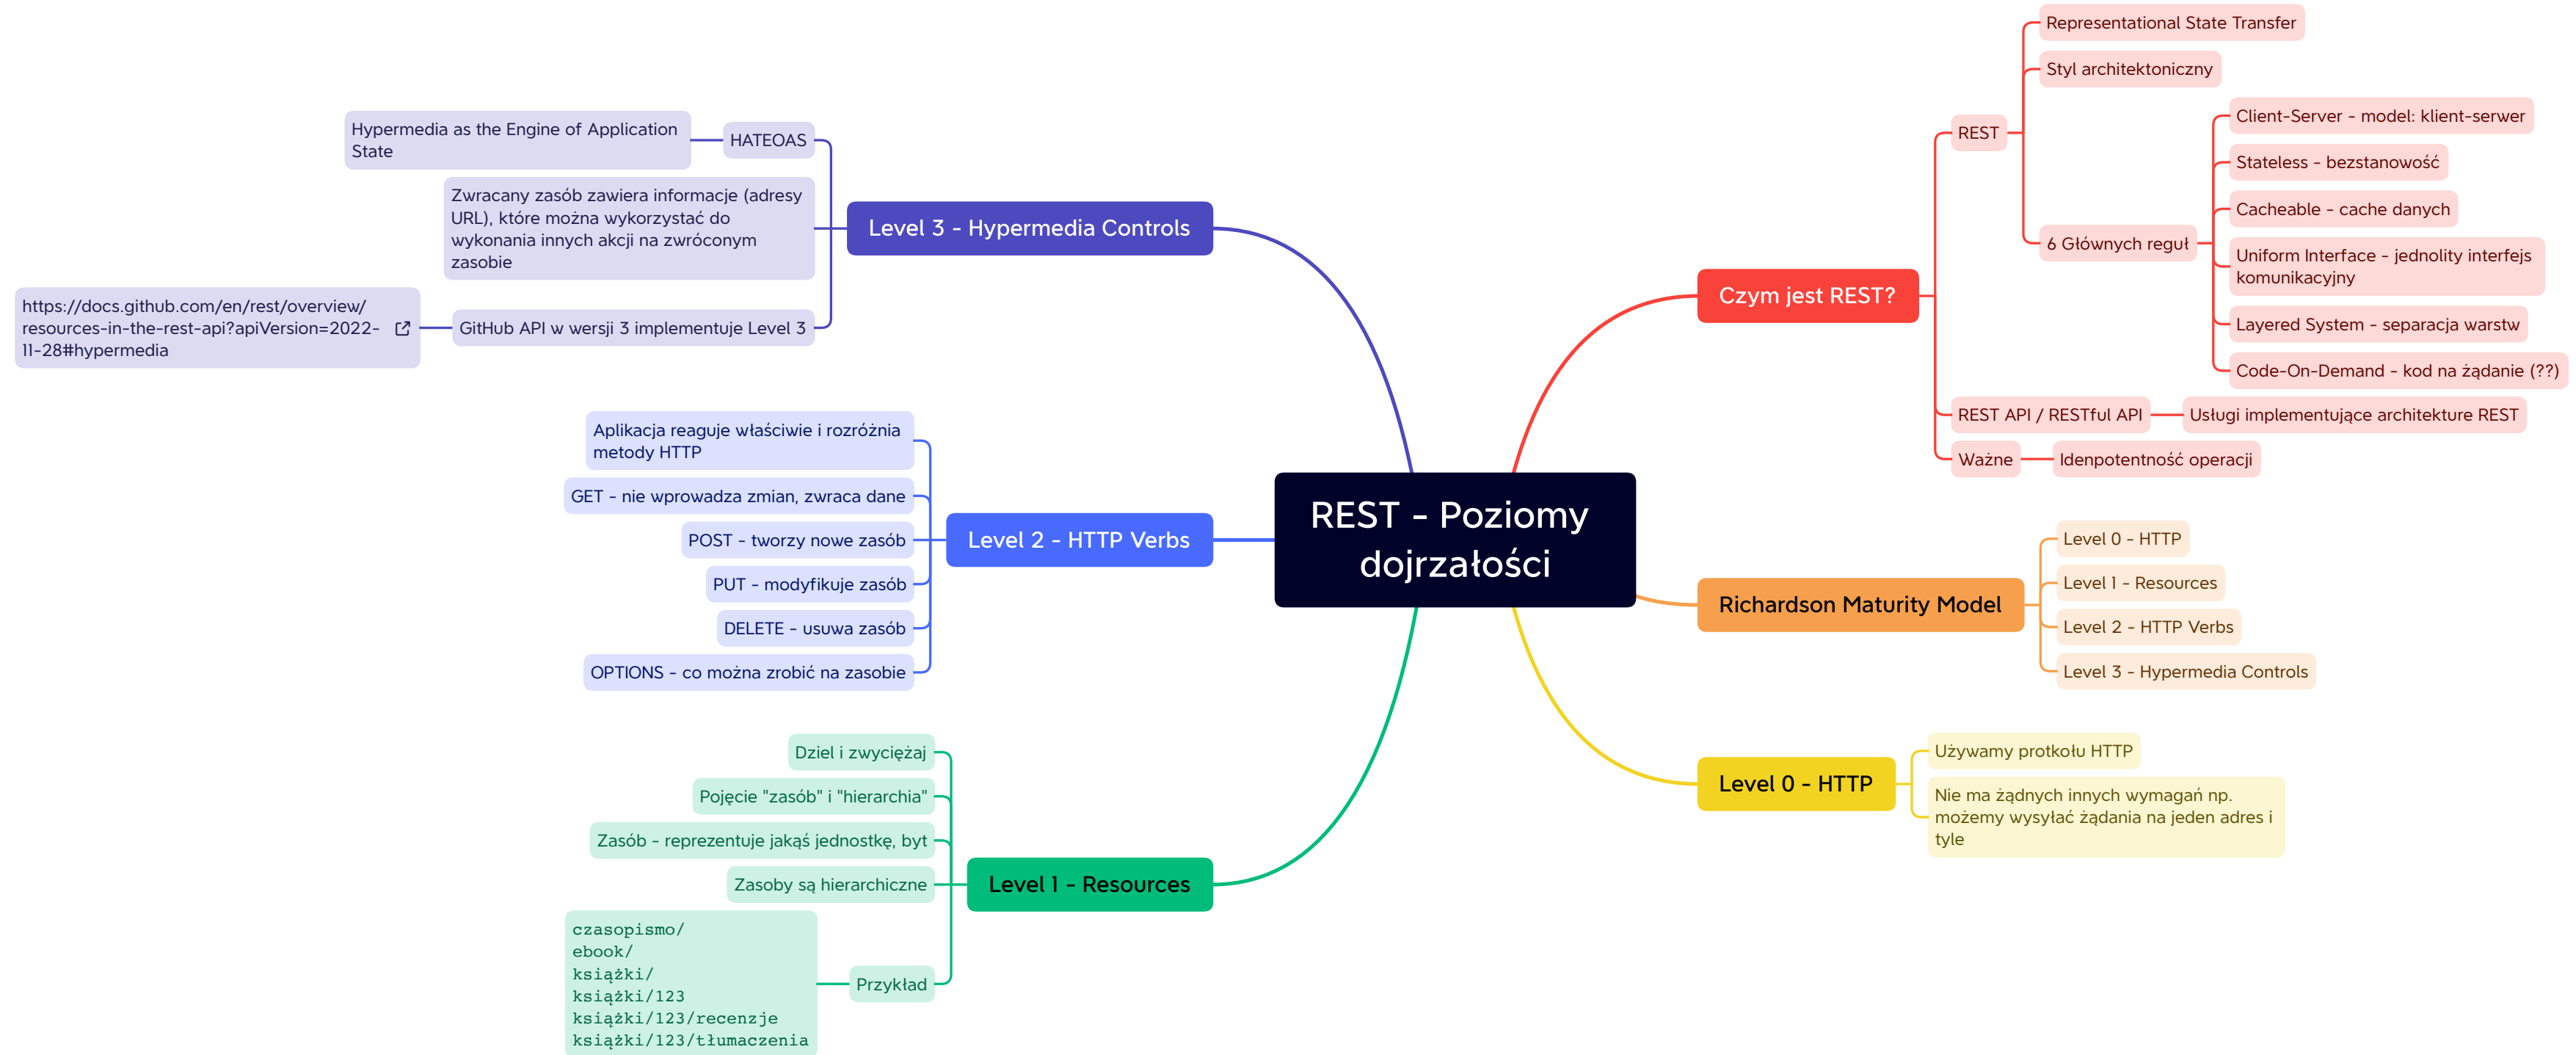 REST - Poziomy
dojrzałości
Czym jest REST?
REST
Representational State Transfer
Styl architektoniczny
6 Głównych reguł
Client-Server - model: klient-serwer
Stateless - bezstanowość
Cacheable - cache danych
Uniform Interface - jednolity interfejs
komunikacyjny
Layered System - separacja warstw
Code-On-Demand - kod na żądanie (??)
REST API / RESTful API
Usługi implementujące architekture REST
Ważne
Idenpotentność operacji
Richardson Maturity Model
Level 0 - HTTP
Level 1 - Resources
Level 2 - HTTP Verbs
Level 3 - Hypermedia Controls
Level 0 - HTTP
Używamy protkołu HTTP
Nie ma żądnych innych wymagań np.
możemy wysyłać żądania na jeden adres i
tyle
Level 1 - Resources
Dziel i zwyciężaj
Pojęcie "zasób" i "hierarchia"
Zasób - reprezentuje jakąś jednostkę, byt
Zasoby są hierarchiczne
Przykład
czasopismo/
ebook/
książki/
książki/123
książki/123/recenzje
książki/123/tłumaczenia
Level 2 - HTTP Verbs
Aplikacja reaguje właściwie i rozróżnia
metody HTTP
GET - nie wprowadza zmian, zwraca dane
POST - tworzy nowe zasób
PUT - modyfikuje zasób
DELETE - usuwa zasób
OPTIONS - co można zrobić na zasobie
Level 3 - Hypermedia Controls
HATEOAS
Hypermedia as the Engine of Application
State
Zwracany zasób zawiera informacje (adresy
URL), które można wykorzystać do
wykonania innych akcji na zwróconym
zasobie
GitHub API w wersji 3 implementuje Level 3
https://docs.github.com/en/rest/overview/
resources-in-the-rest-api?apiVersion=2022-
11-28#hypermedia